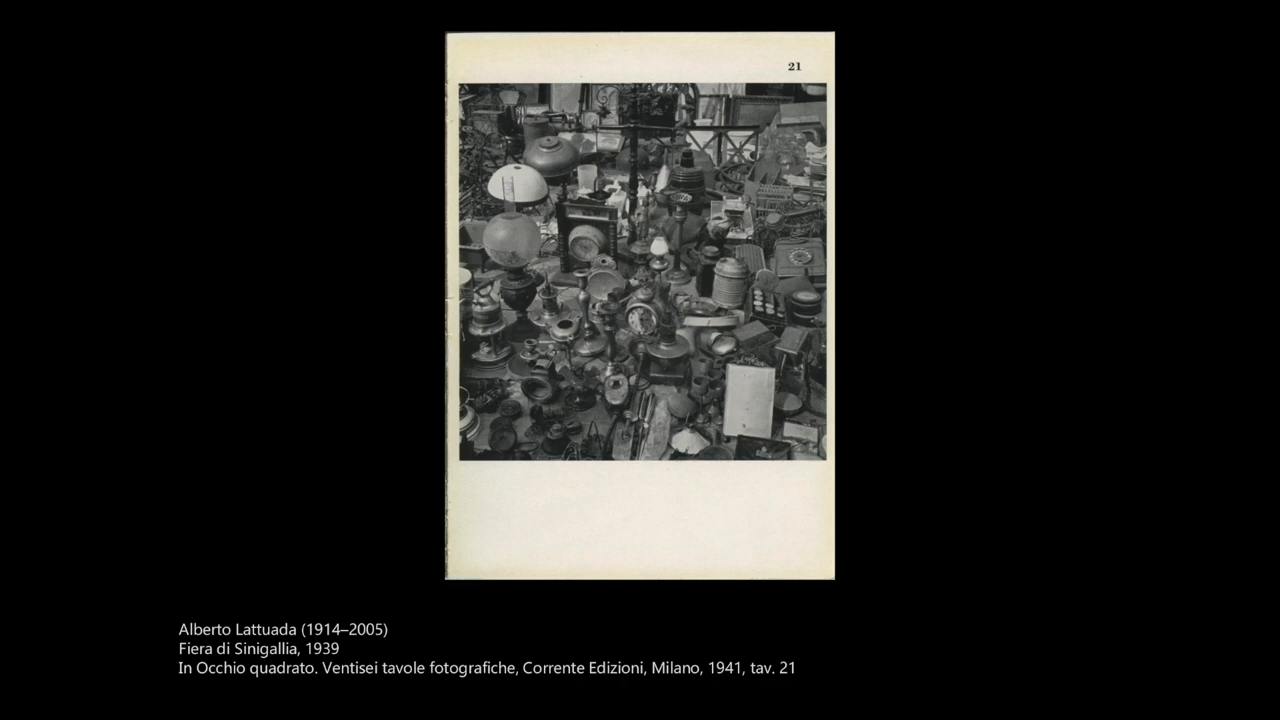 21
Alberto Lattuada (1914–2005)
Fiera di Sinigallia, 1939
In Occhio quadrato. Ventisei tavole fotografiche, Corrente Edizioni, Milano, 1941, tav. 21